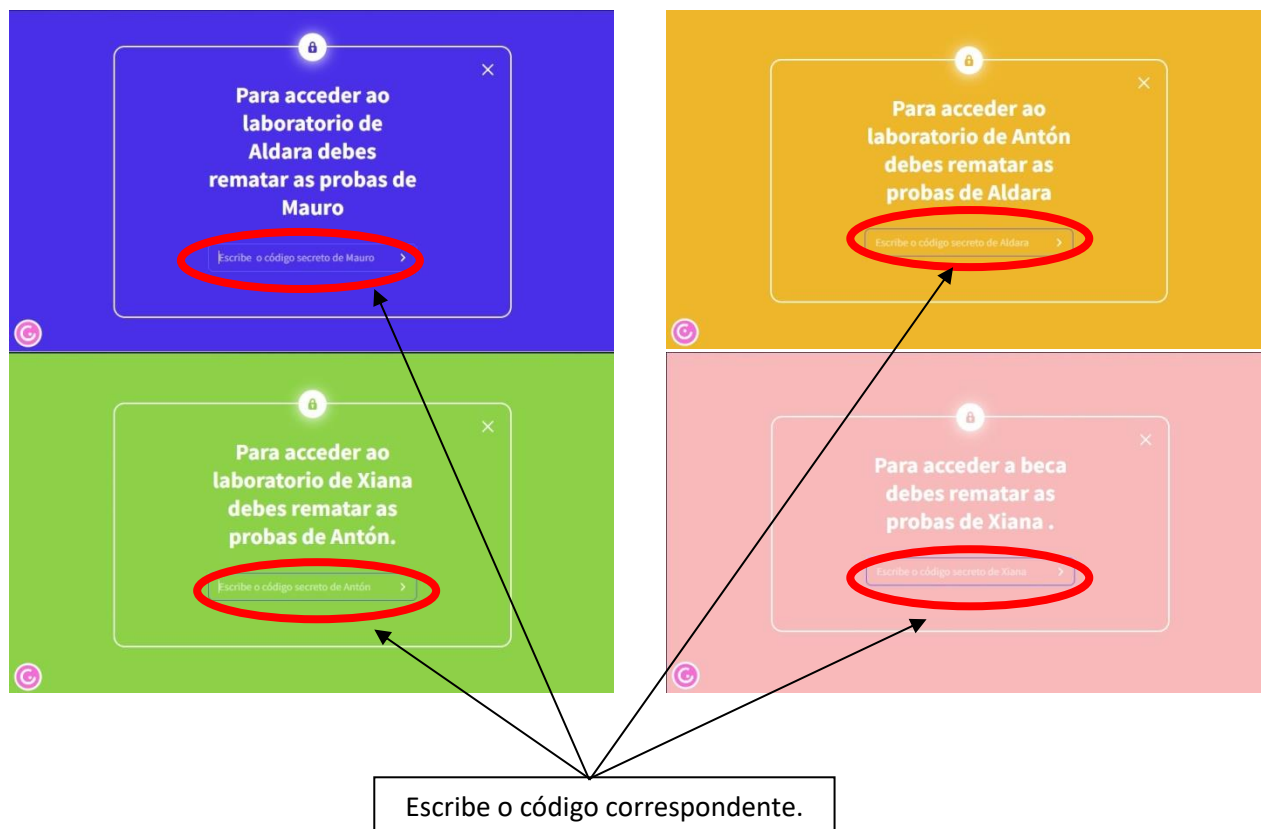 Para acceder ao
laboratorio de
Aldara debes
rematar as probas de
Mauro
Escribe o código secreto de Mauro
Para acceder ao
laboratorio de Antón
debes rematar as
probas de Aldara
Escribe o código secreto de Aldara
Para acceder ao
laboratorio de Xiana
debes rematar as
probas de Antón.
Escribe o código secreto de Antón
Para acceder a beca
debes rematar as
probas de Xiana .
Escribe o código secreto de Xiana
Escribe o código correspondente.